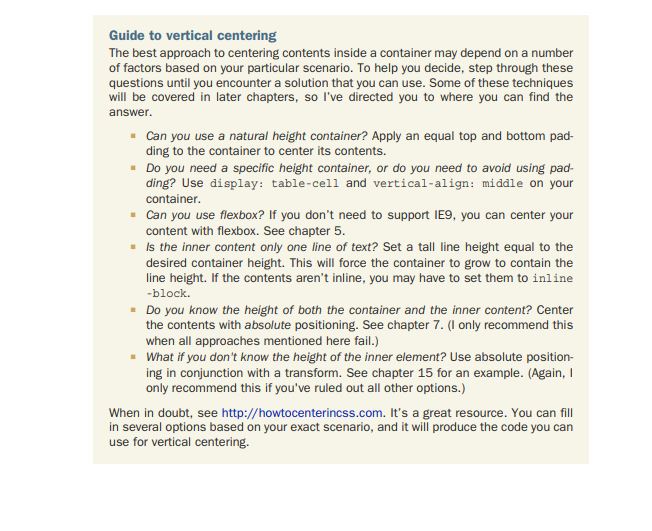 Guide to vertical centering
The best approach to centering contents inside a container may depend on a number
of factors based on your particular scenario. To help you decide, step through these
questions until you encounter a solution that you can use. Some of these techniques
will be covered in later chapters, so I've directed you to where you can find the
answer.
▪ Can you use a natural height container? Apply an equal top and bottom pad-
ding to the container to center its contents.
▪ Do you need a specific height container, or do you need to avoid using pad-
ding? Use display: table-cell and vertical-align: middle on your
container.
▪ Can you use flexbox? If you don't need to support IE9, you can center your
content with flexbox. See chapter 5.
▪ Is the inner content only one line of text? Set a tall line height equal to the
desired container height. This will force the container to grow to contain the
line height. If the contents aren't inline, you may have to set them to inline
-block.
▪ Do you know the height of both the container and the inner content? Center
the contents with absolute positioning. See chapter 7. (I only recommend this
when all approaches mentioned here fail.)
▪ What if you don't know the height of the inner element? Use absolute position-
ing in conjunction with a transform. See chapter 15 for an example. (Again, I
only recommend this if you've ruled out all other options.)
When in doubt, see http://howtocenterincss.com. It's a great resource. You can fill
in several options based on your exact scenario, and it will produce the code you can
use for vertical centering.